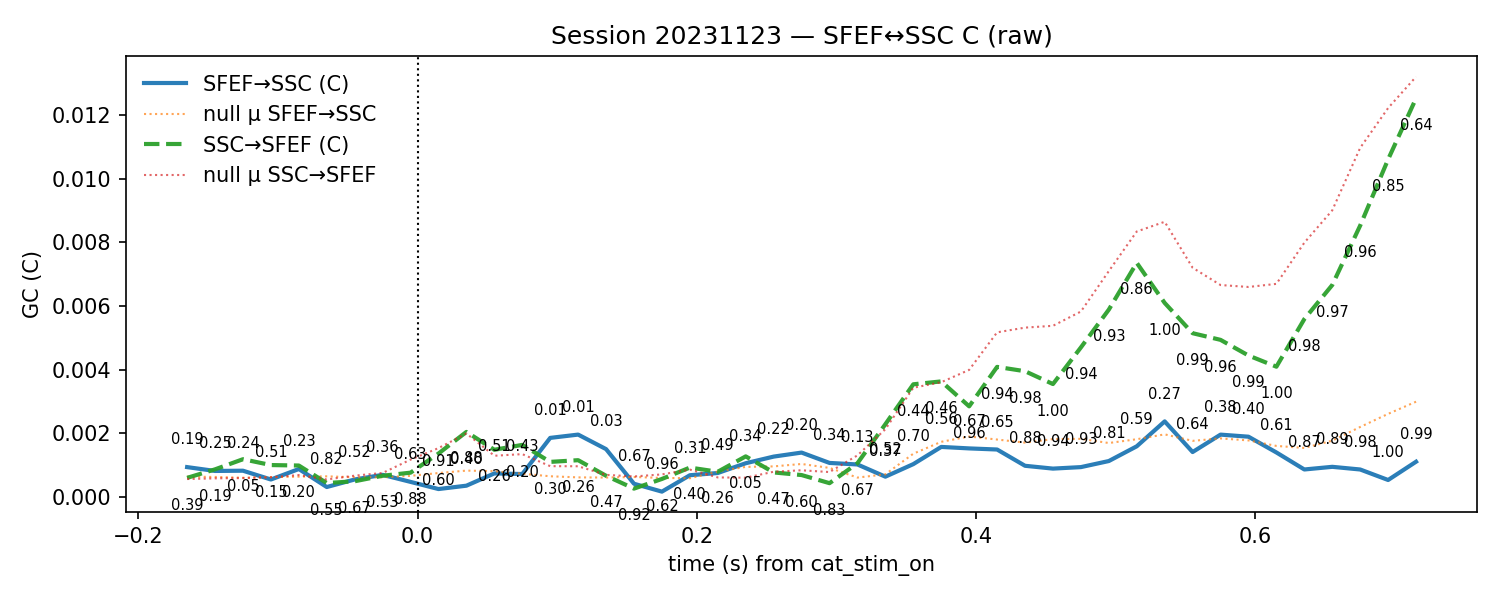 Session 20231123 — SFEF↔SSC C (raw)
SFEF→SSC (C)
null μ SFEF→SSC
SSC→SFEF (C)
null μ SSC→SFEF
GC (C)
0.012
0.010
0.008
0.006
0.004
0.002
0.000
0.19 0.25 0.24 0.51 0.23 0.82 0.52 0.36 0.63 0.91 0.51 0.43 0.01 0.01 0.03 0.67 0.96 0.31 0.49 0.34 0.22 0.20 0.34 0.13 0.70 0.56 0.96 0.65 0.88 0.94 0.93 0.81 0.59 0.27 0.64 0.38 0.40 0.61 0.87 0.89 0.98 1.00 0.99
0.39 0.19 0.05 0.15 0.20 0.55 0.67 0.53 0.88 0.60 0.26 0.20 0.30 0.26 0.47 0.92 0.62 0.40 0.26 0.05 0.47 0.60 0.83 0.67 0.44 0.46 0.67 0.94 0.98 1.00 0.94 0.93 0.86 1.00 0.99 0.96 0.99 1.00 0.98 0.97 0.96 0.85 0.64
−0.2 0.0 0.2 0.4 0.6
time (s) from cat_stim_on